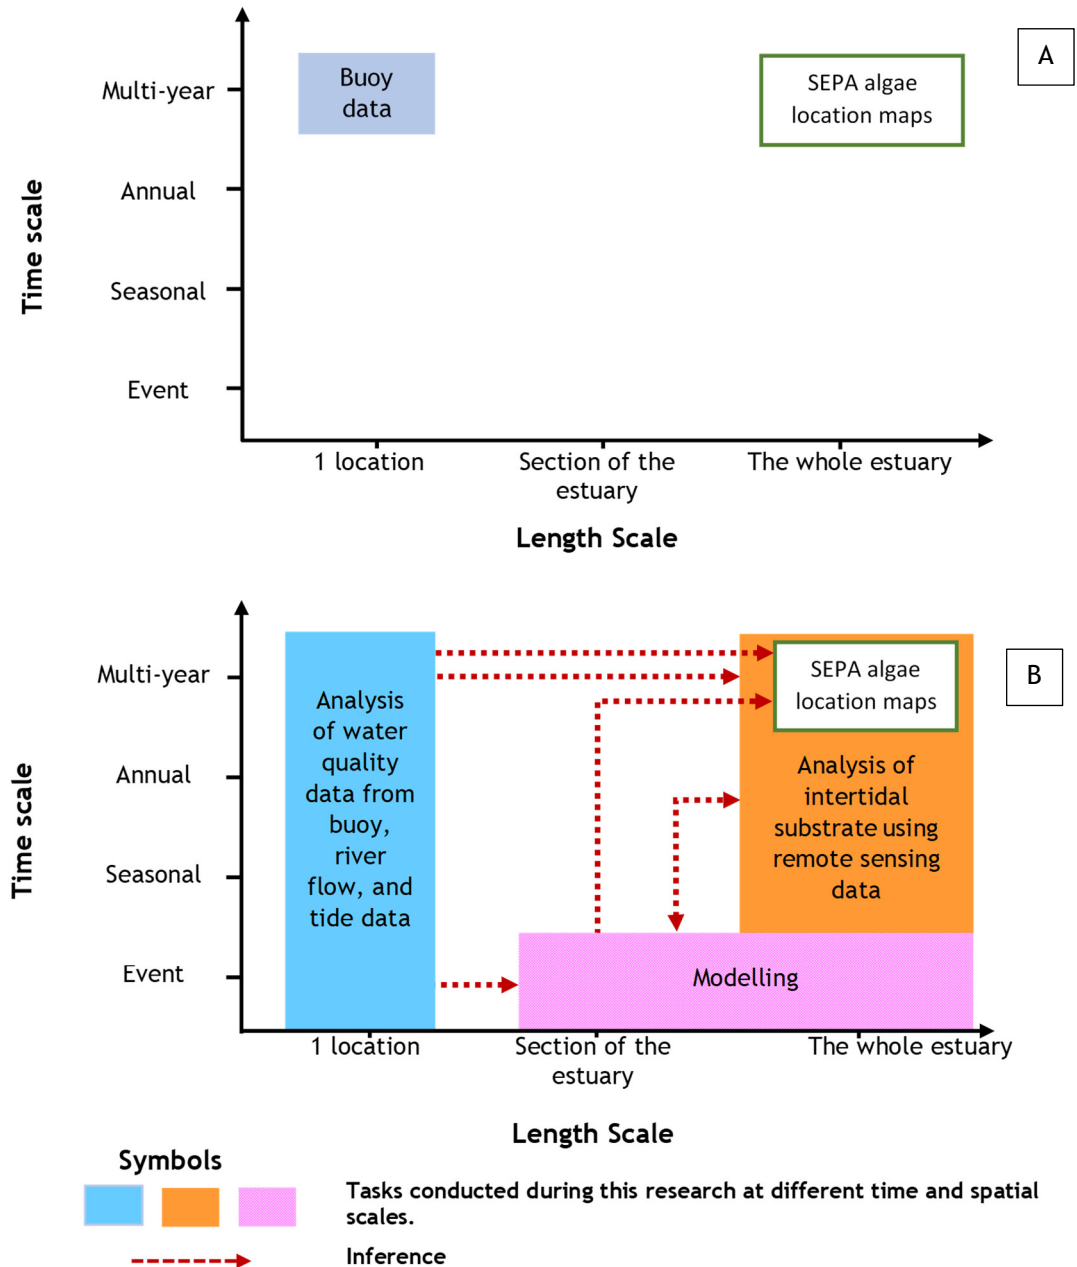 A
Time scale
Multi-year
Annual
Seasonal
Event
Buoy
data
SEPA algae
location maps
1 location
Section of the
estuary
The whole estuary
Length Scale
B
Time scale
Multi-year
Annual
Seasonal
Event
Analysis
of water
quality
data from
buoy,
river
flow, and
tide data
SEPA algae
location maps
Analysis of
intertidal
substrate using
remote sensing
data
Modelling
1 location
Section of the
estuary
The whole estuary
Length Scale
Symbols
Tasks conducted during this research at different time and spatial
scales.
Inference